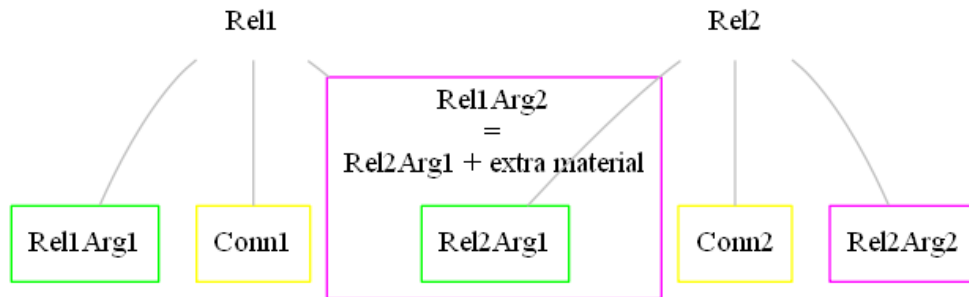 Rel1
Rel2
Rel1Arg2
=
Rel2Arg1 + extra material
Rel1Arg1
Conn1
Rel2Arg1
Conn2
Rel2Arg2